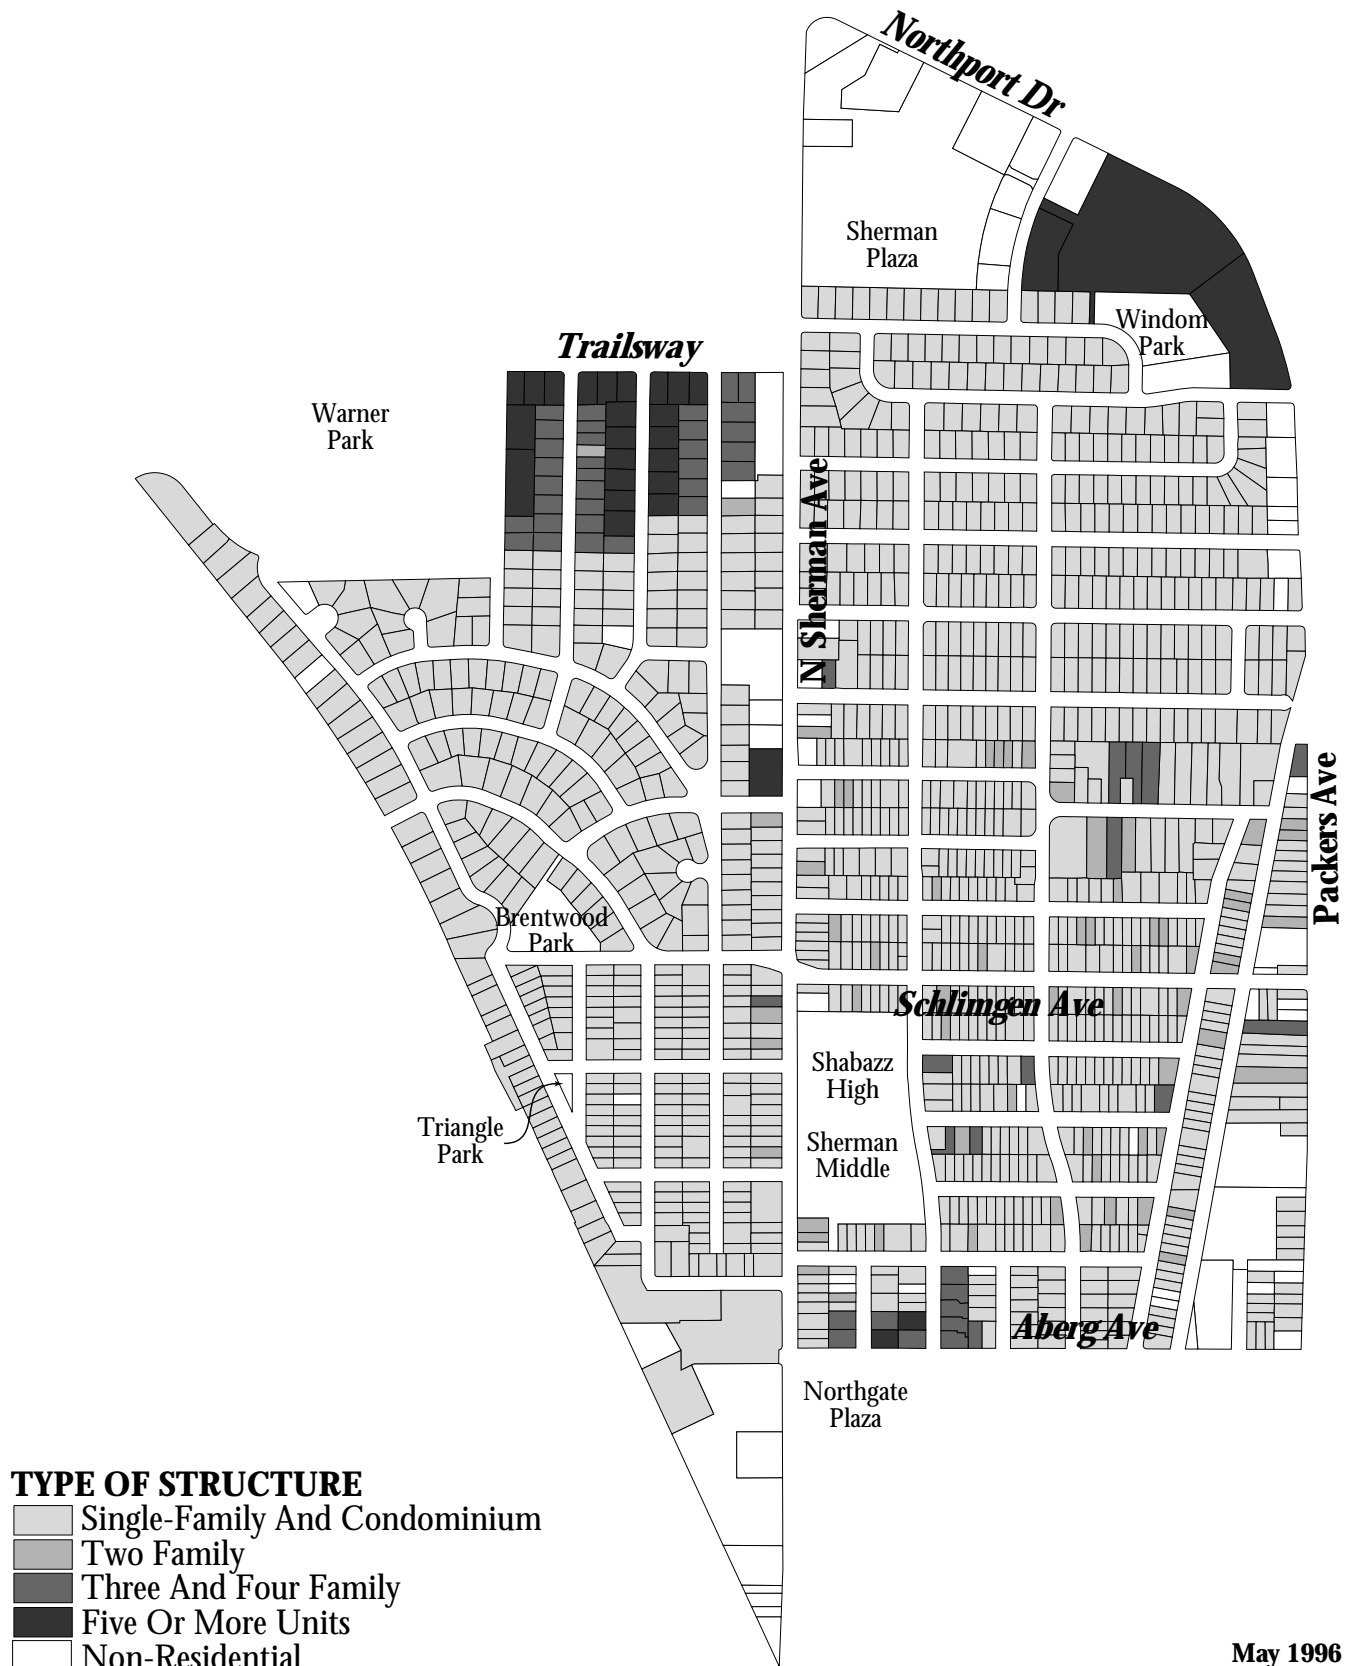 Northport Dr
Sherman
Plaza
Windom
Park
Trailsway
Warner
Park
N Sherman Ave
Packers Ave
Brentwood
Park
Schlimgen Ave
Shabazz
High
Triangle
Park
Sherman
Middle
Aberg Ave
Northgate
Plaza
TYPE OF STRUCTURE
Single-Family And Condominium
Two Family
Three And Four Family
Five Or More Units
Non-Residential
May 1996